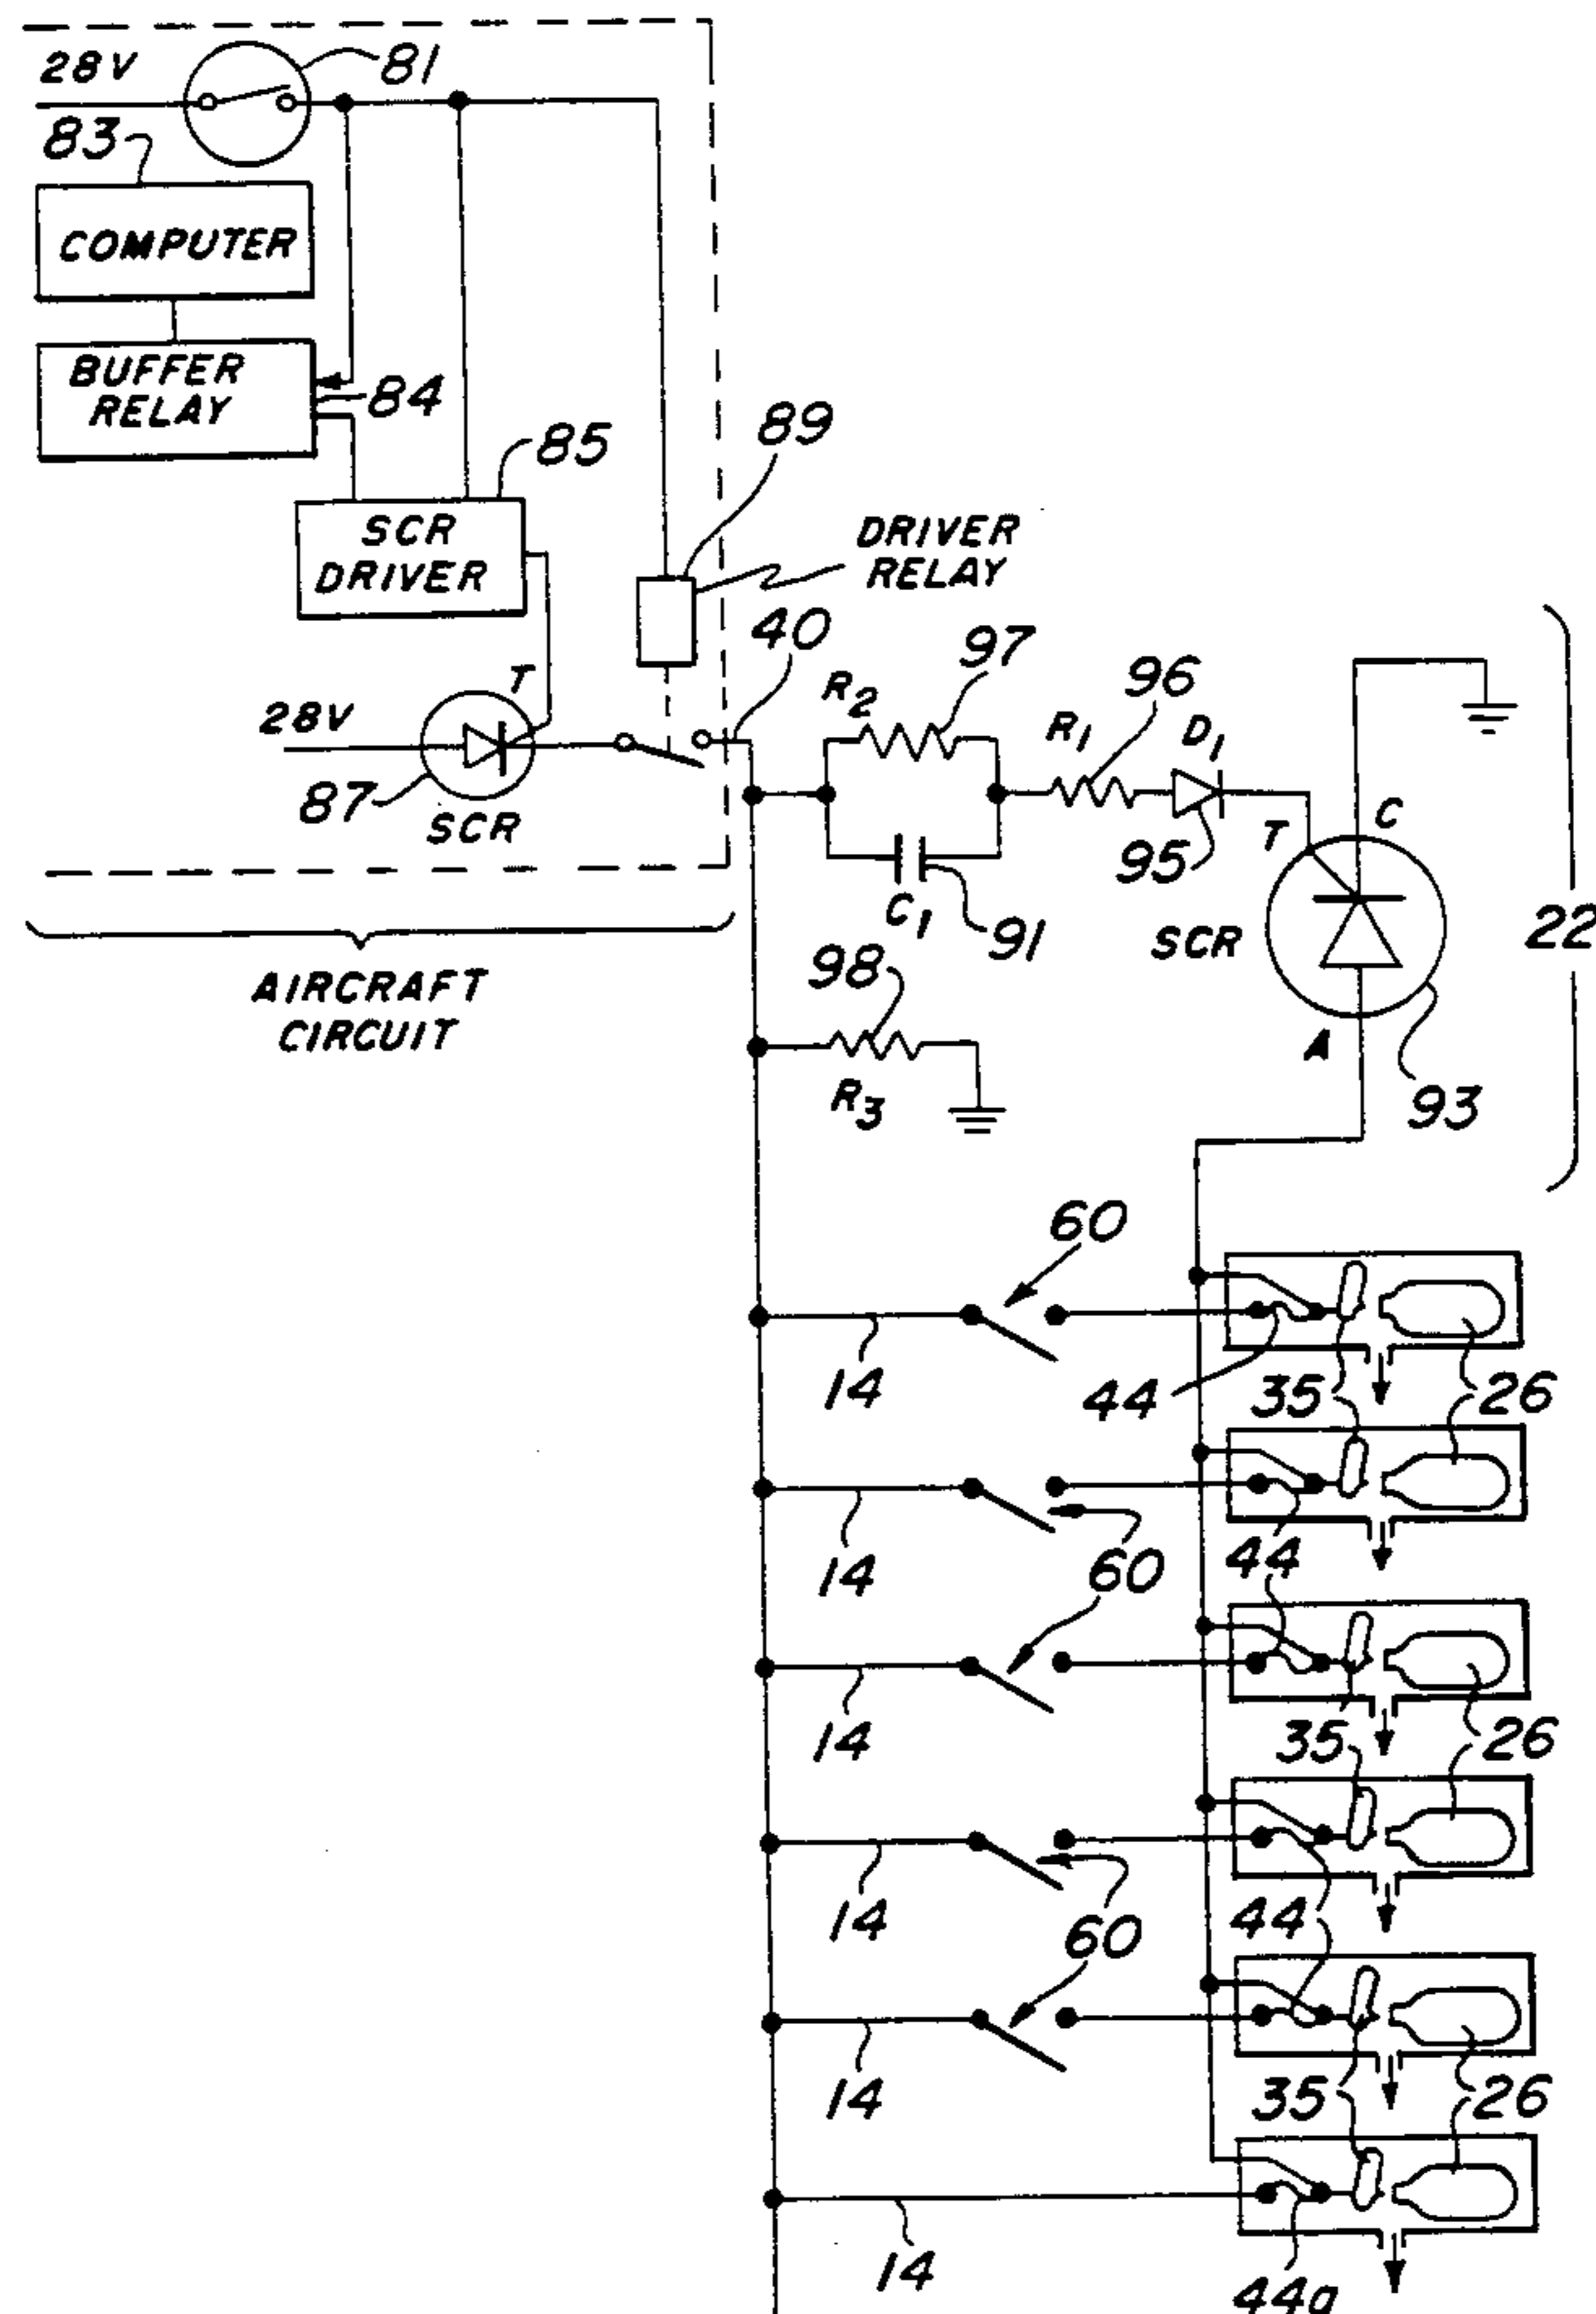 28V
81
83
COMPUTER
BUFFER
RELAY
84
85
89
SCR
DRIVER
DRIVER
RELAY
40
T
28V
87
SCR
R2
97
96
R1
D1
95
C1
91
T
C
SCR
22
A
93
AIRCRAFT
CIRCUIT
98
R3
60
14
44
35
26
14
60
44
14
35
26
14
60
44
14
35
26
14
44a